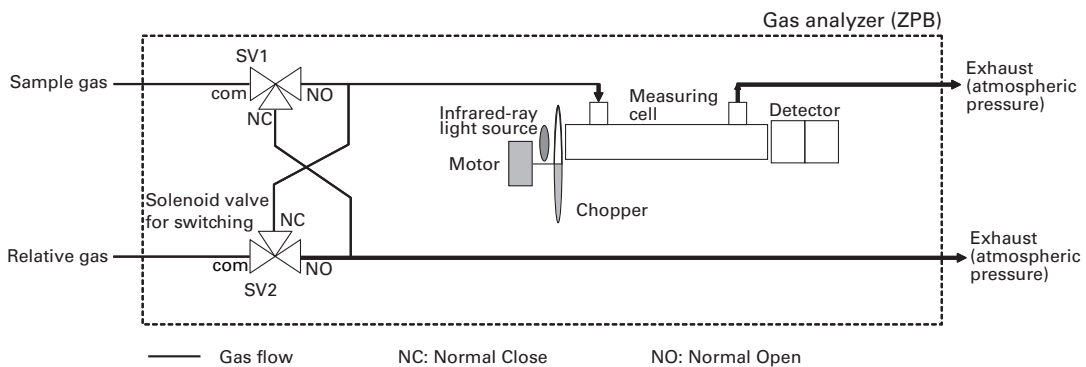 Gas analyzer (ZPB)
SV1
Sample gas
com
NO
NC
Infrared-ray
light source
Motor
Chopper
Measuring
cell
Detector
Exhaust
(atmospheric
pressure)
Solenoid valve
for switching
NC
Relative gas
com
NO
SV2
Exhaust
(atmospheric
pressure)
Gas flow
NC: Normal Close
NO: Normal Open